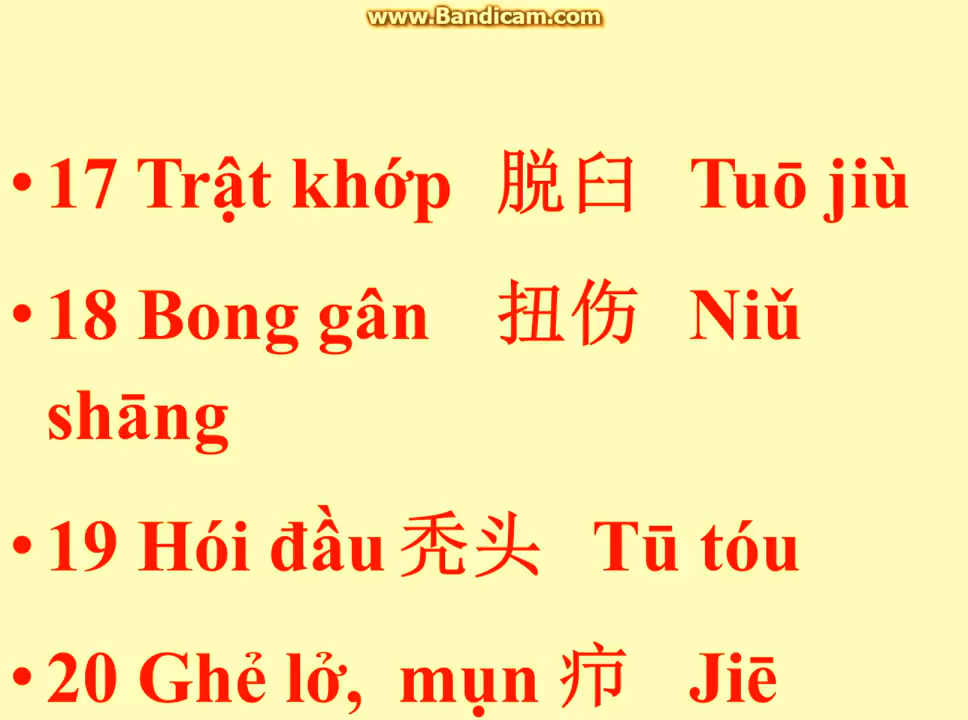 www.Bandicam.com
• 17 Trật khớp 脱臼 Tuō jiù
• 18 Bong gân 扭伤 Niǔ
shāng
• 19 Hói đầu 秃头 Tū tóu
• 20 Ghẻ lở, mụn 疖 Jiē